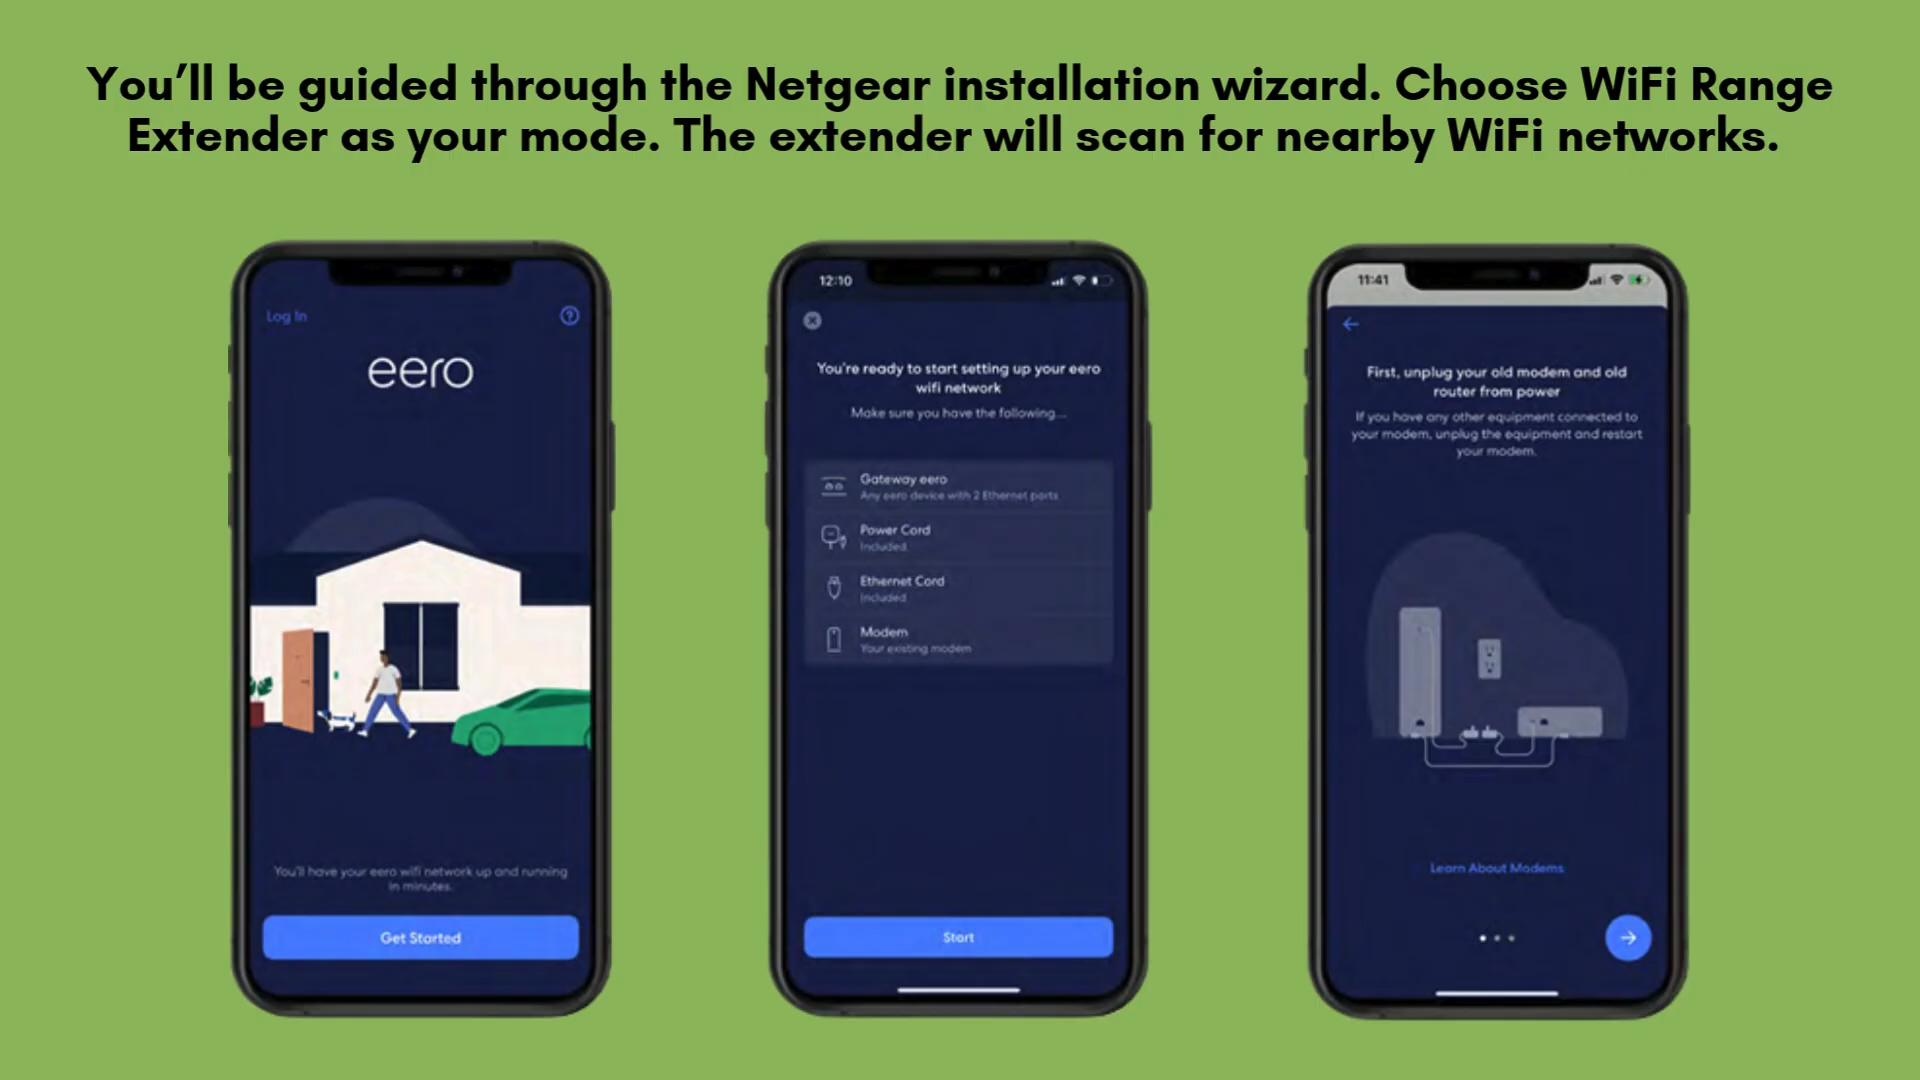 You'll be guided through the Netgear installation wizard. Choose WiFi Range
Extender as your mode. The extender will scan for nearby WiFi networks.
Log In
eero
You'll have your eero wifi network up and running
in minutes.
Get Started
12:10
You're ready to start setting up your eero
wifi network
Make sure you have the following...
Gateway eero
Any eero device with 2 Ethernet ports
Power Cord
Included
Ethernet Cord
Included
Modem
Your existing modem
Start
11:41
First, unplug your old modem and old
router from power
If you have any other equipment connected to
your modem, unplug the equipment and restart
your modem.
Learn About Modems